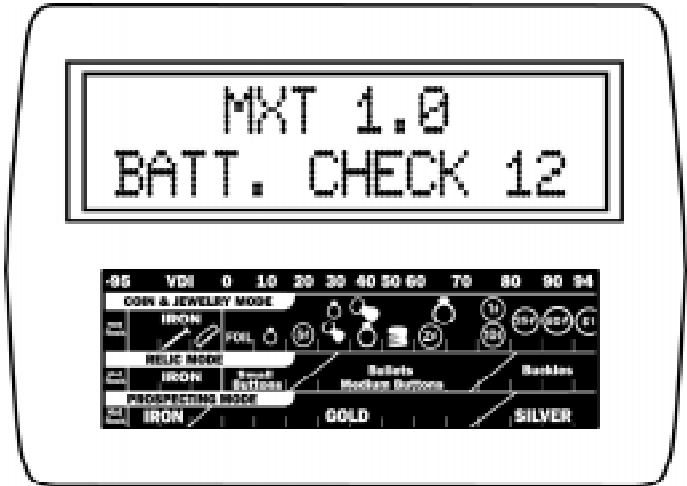 MXT 1.0
BATT. CHECK 12
-95 VDI 0 10 20 30 40 50 60 70 80 90 94
COIN & JEWELRY MODE
IRON
FOIL 5¢
RELIC MODE
IRON Small Buttons Bullets Medium Buttons Buckles
PROSPECTING MODE
IRON GOLD SILVER